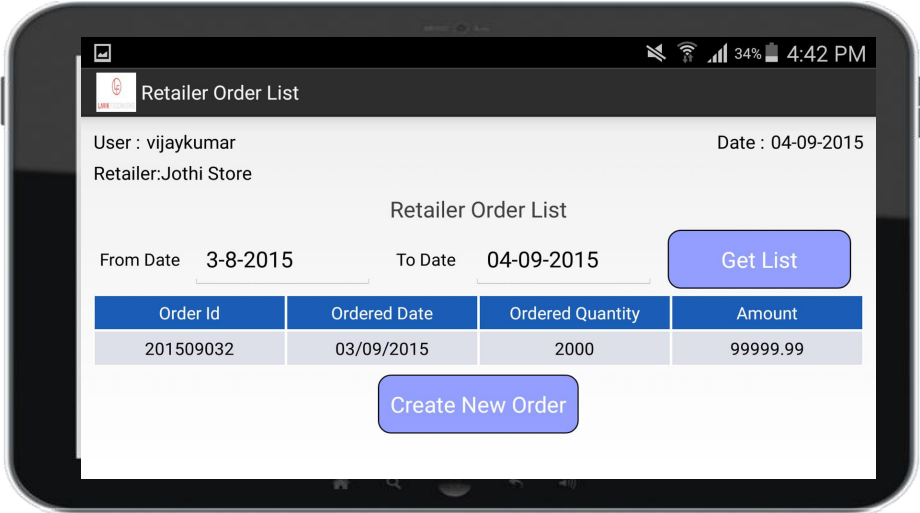 34% 4:42 PM
Retailer Order List
User : vijaykumar Date : 04-09-2015
Retailer:Jothi Store
Retailer Order List
From Date 3-8-2015 To Date 04-09-2015 Get List
Order Id Ordered Date Ordered Quantity Amount
201509032 03/09/2015 2000 99999.99
Create New Order